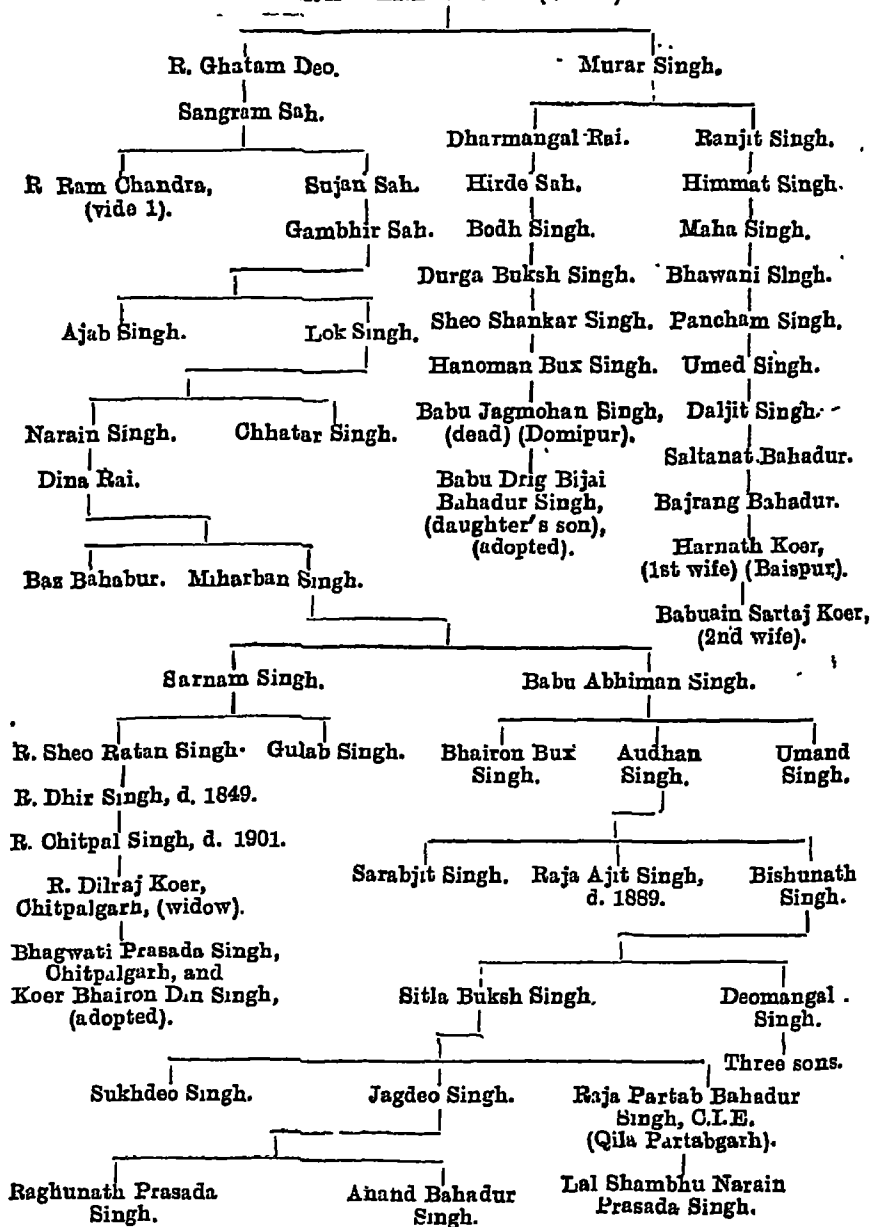 R. Ghatam Deo.
Murar Singh.
Sangram Sah.
Dharmangal Rai.
Ranjit Singh.
R Ram Chandra,
(vide 1).
Sujan Sah.
Hirde Sah.
Himmat Singh.
Gambhir Sah.
Bodh Singh.
Maha Singh.
Durga Buksh Singh.
Bhawani Singh.
Ajab Singh.
Lok Singh.
Sheo Shankar Singh.
Pancham Singh.
Hanoman Bux Singh.
Umed Singh.
Narain Singh.
Chhatar Singh.
Babu Jagmohan Singh,
(dead) (Domipur).
Daljit Singh.
Dina Rai.
Saltanat Bahadur.
Babu Drig Bijai
Bahadur Singh,
(daughter's son),
(adopted).
Bajrang Bahadur.
Harnath Koer,
(1st wife) (Baispur).
Baz Bahabur.
Miharban Singh.
Babuain Sartaj Koer,
(2nd wife).
Sarnam Singh.
Babu Abhiman Singh.
R. Sheo Ratan Singh.
Gulab Singh.
Bhairon Bux
Singh.
Audhan
Singh.
Umand
Singh.
R. Dhir Singh, d. 1849.
R. Chitpal Singh, d. 1901.
Sarabjit Singh.
Raja Ajit Singh,
d. 1889.
Bishunath
Singh.
R. Dilraj Koer,
Chitpalgarh, (widow).
Bhagwati Prasada Singh,
Chitpalgarh, and
Koer Bhairon Din Singh,
(adopted).
Sitla Buksh Singh.
Deomangal
Singh.
Three sons.
Sukhdeo Singh.
Jagdeo Singh.
Raja Partab Bahadur
Singh, C.I.E.
(Qila Partabgarh).
Raghunath Prasada
Singh.
Anand Bahadur
Singh.
Lal Shambhu Narain
Prasada Singh.